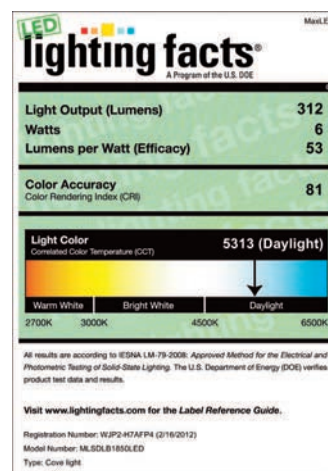 MaxLE
LED
lighting facts®
A Program of the U.S. DOE
Light Output (Lumens) 312
Watts 6
Lumens per Watt (Efficacy) 53
Color Accuracy 81
Color Rendering Index (CRI)
Light Color 5313 (Daylight)
Correlated Color Temperature (CCT)
Warm White Bright White Daylight
2700K 3000K 4500K 6500K
All results are according to IESNA LM-79-2008: Approved Method for the Electrical and
Photometric Testing of Solid-State Lighting. The U.S. Department of Energy (DOE) verifies
product test data and results.
Visit www.lightingfacts.com for the Label Reference Guide.
Registration Number: WJP2-H7AFP4 (2/16/2012)
Model Number: MLSDLB1850LED
Type: Cove light